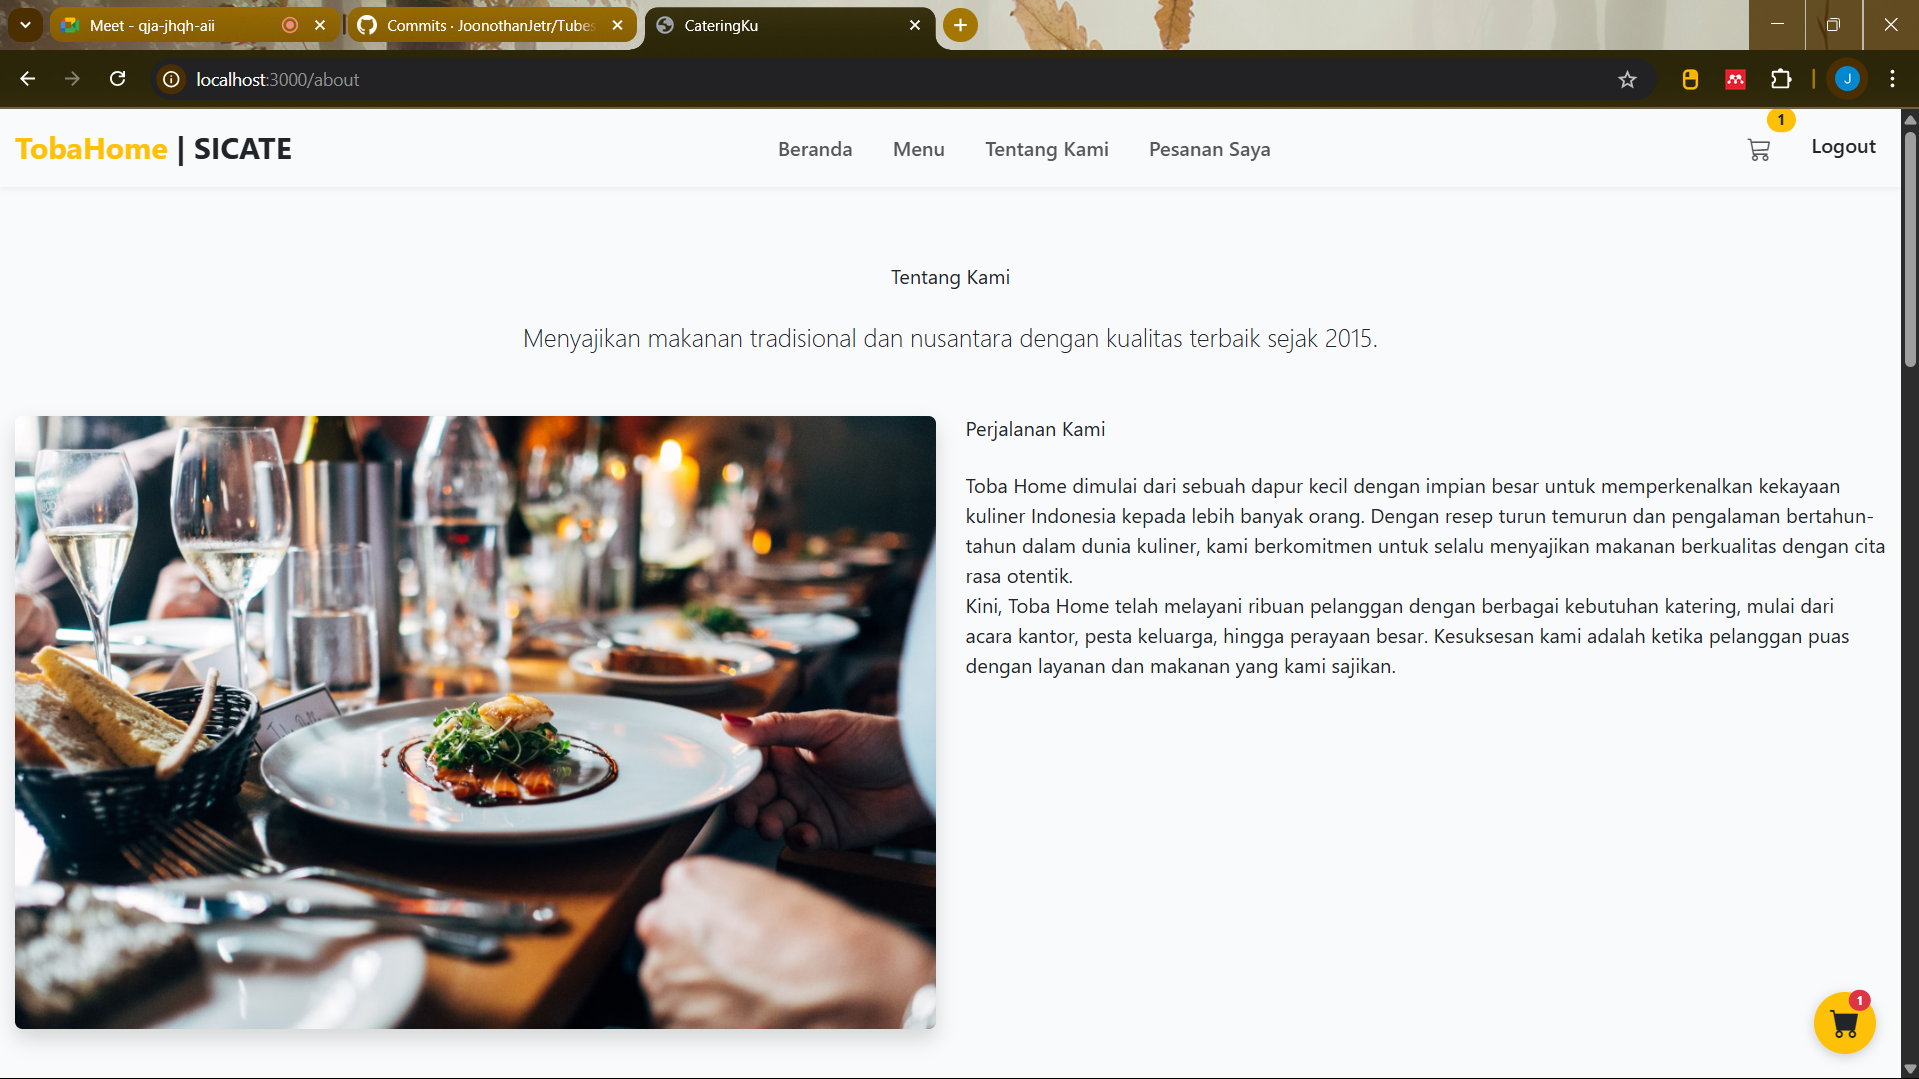 Meet - qja-jhqh-aii
Commits · JoonothanJetr/Tubes
CateringKu
localhost:3000/about
J
TobaHome | SICATE
Beranda
Menu
Tentang Kami
Pesanan Saya
1
Logout
Tentang Kami
Menyajikan makanan tradisional dan nusantara dengan kualitas terbaik sejak 2015.
Perjalanan Kami
Toba Home dimulai dari sebuah dapur kecil dengan impian besar untuk memperkenalkan kekayaan
kuliner Indonesia kepada lebih banyak orang. Dengan resep turun temurun dan pengalaman bertahun-
tahun dalam dunia kuliner, kami berkomitmen untuk selalu menyajikan makanan berkualitas dengan cita
rasa otentik.
Kini, Toba Home telah melayani ribuan pelanggan dengan berbagai kebutuhan katering, mulai dari
acara kantor, pesta keluarga, hingga perayaan besar. Kesuksesan kami adalah ketika pelanggan puas
dengan layanan dan makanan yang kami sajikan.
1